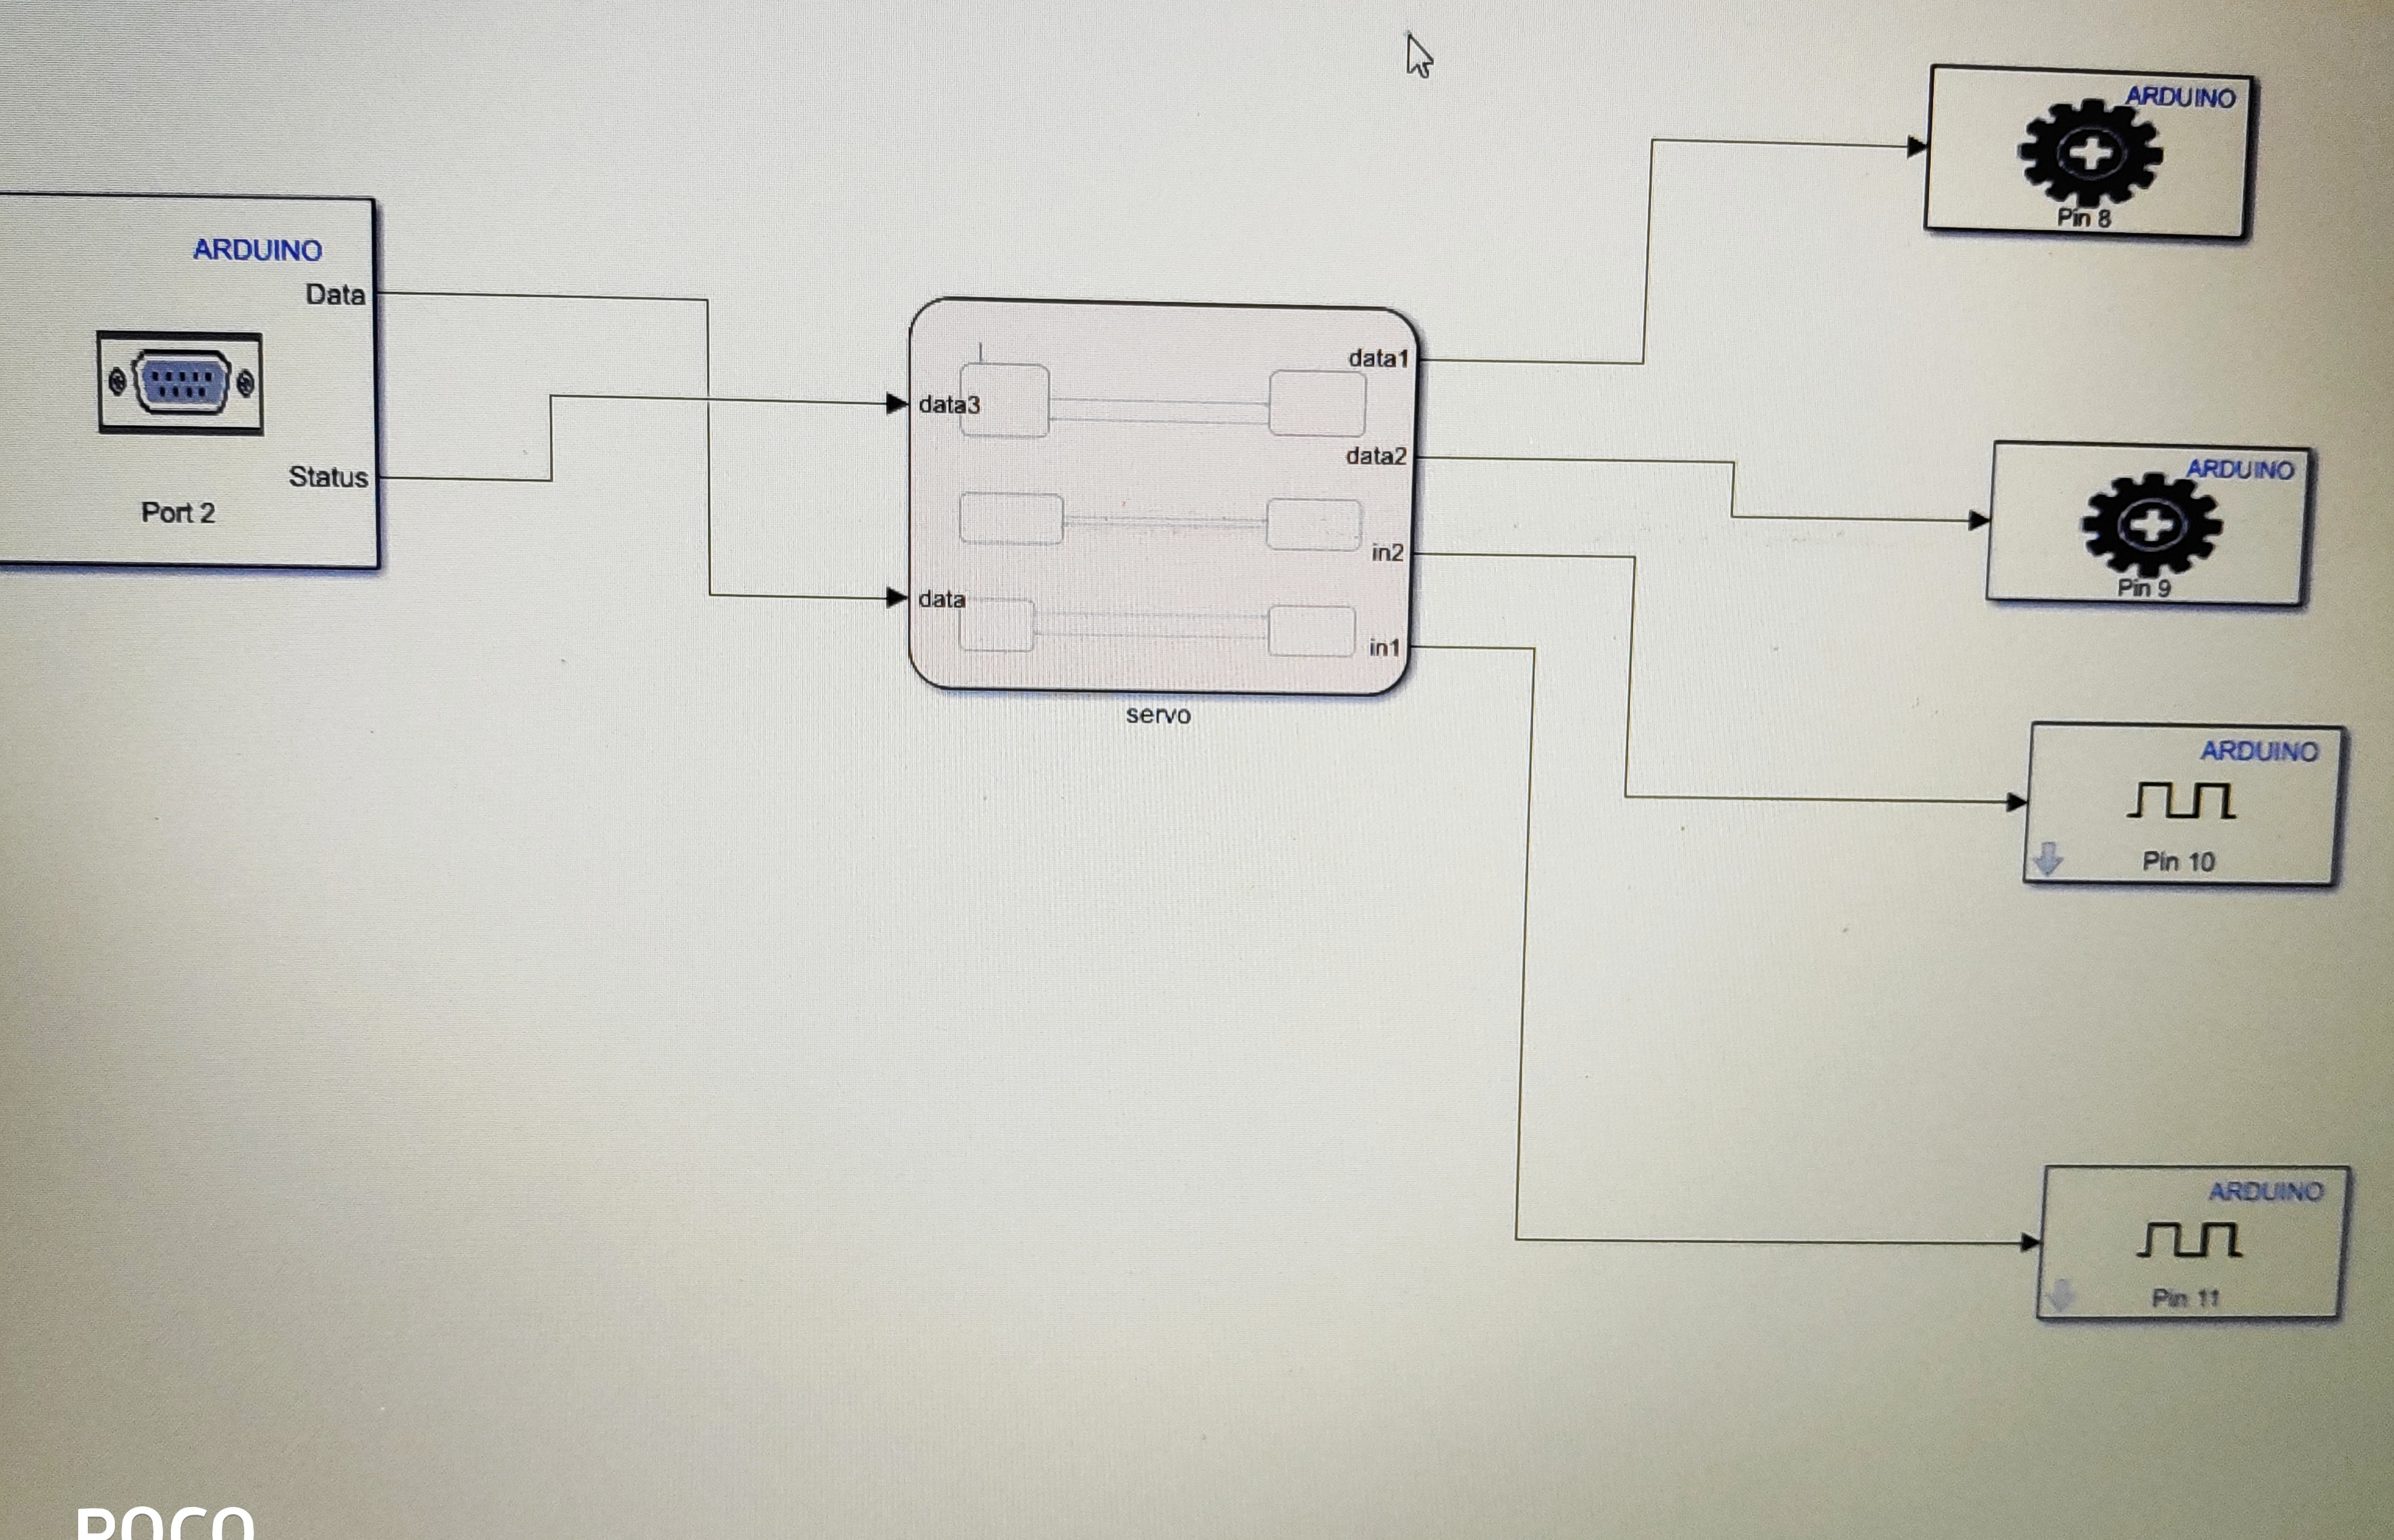 ARDUINO
Data
Status
Port 2
data3
data
data1
data2
in2
in1
servo
ARDUINO
Pin 8
ARDUINO
Pin 9
ARDUINO
Pin 10
ARDUINO
Pin 11
POCO